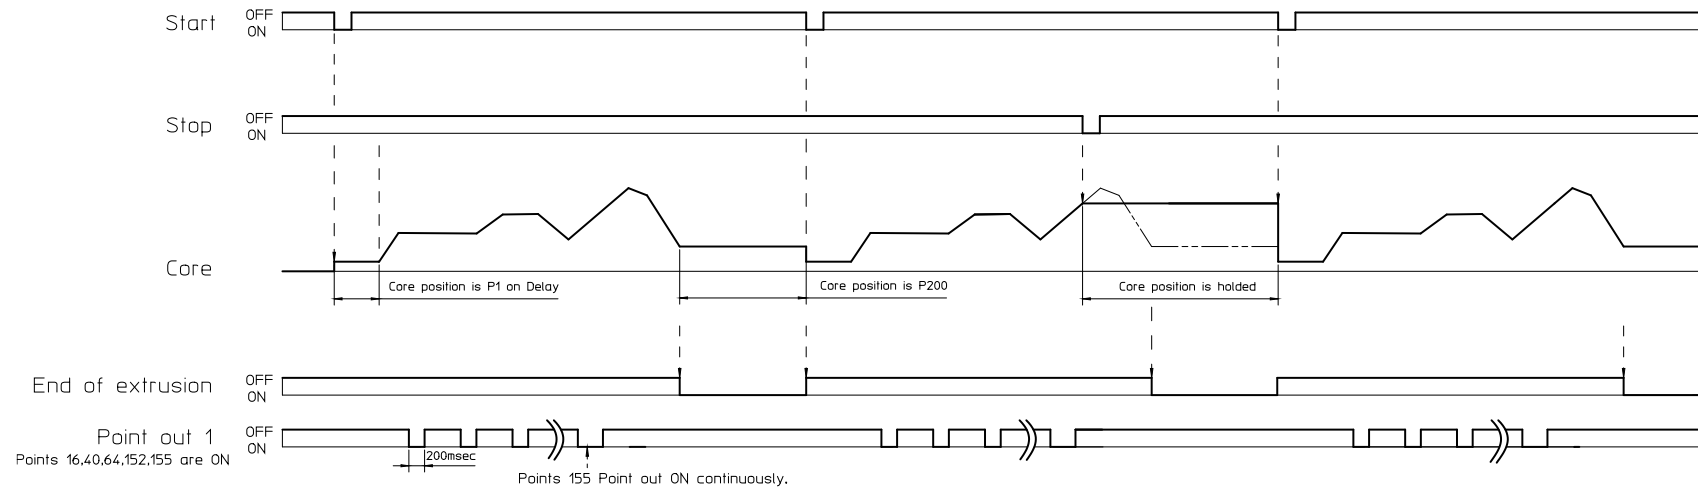 Start OFF
ON
Stop OFF
ON
Core
Core position is P1 on Delay
Core position is P200
Core position is holded
End of extrusion OFF
ON
Point out 1 OFF
ON
Points 16,40,64,152,155 are ON
200msec
Points 155 Point out ON continuously.